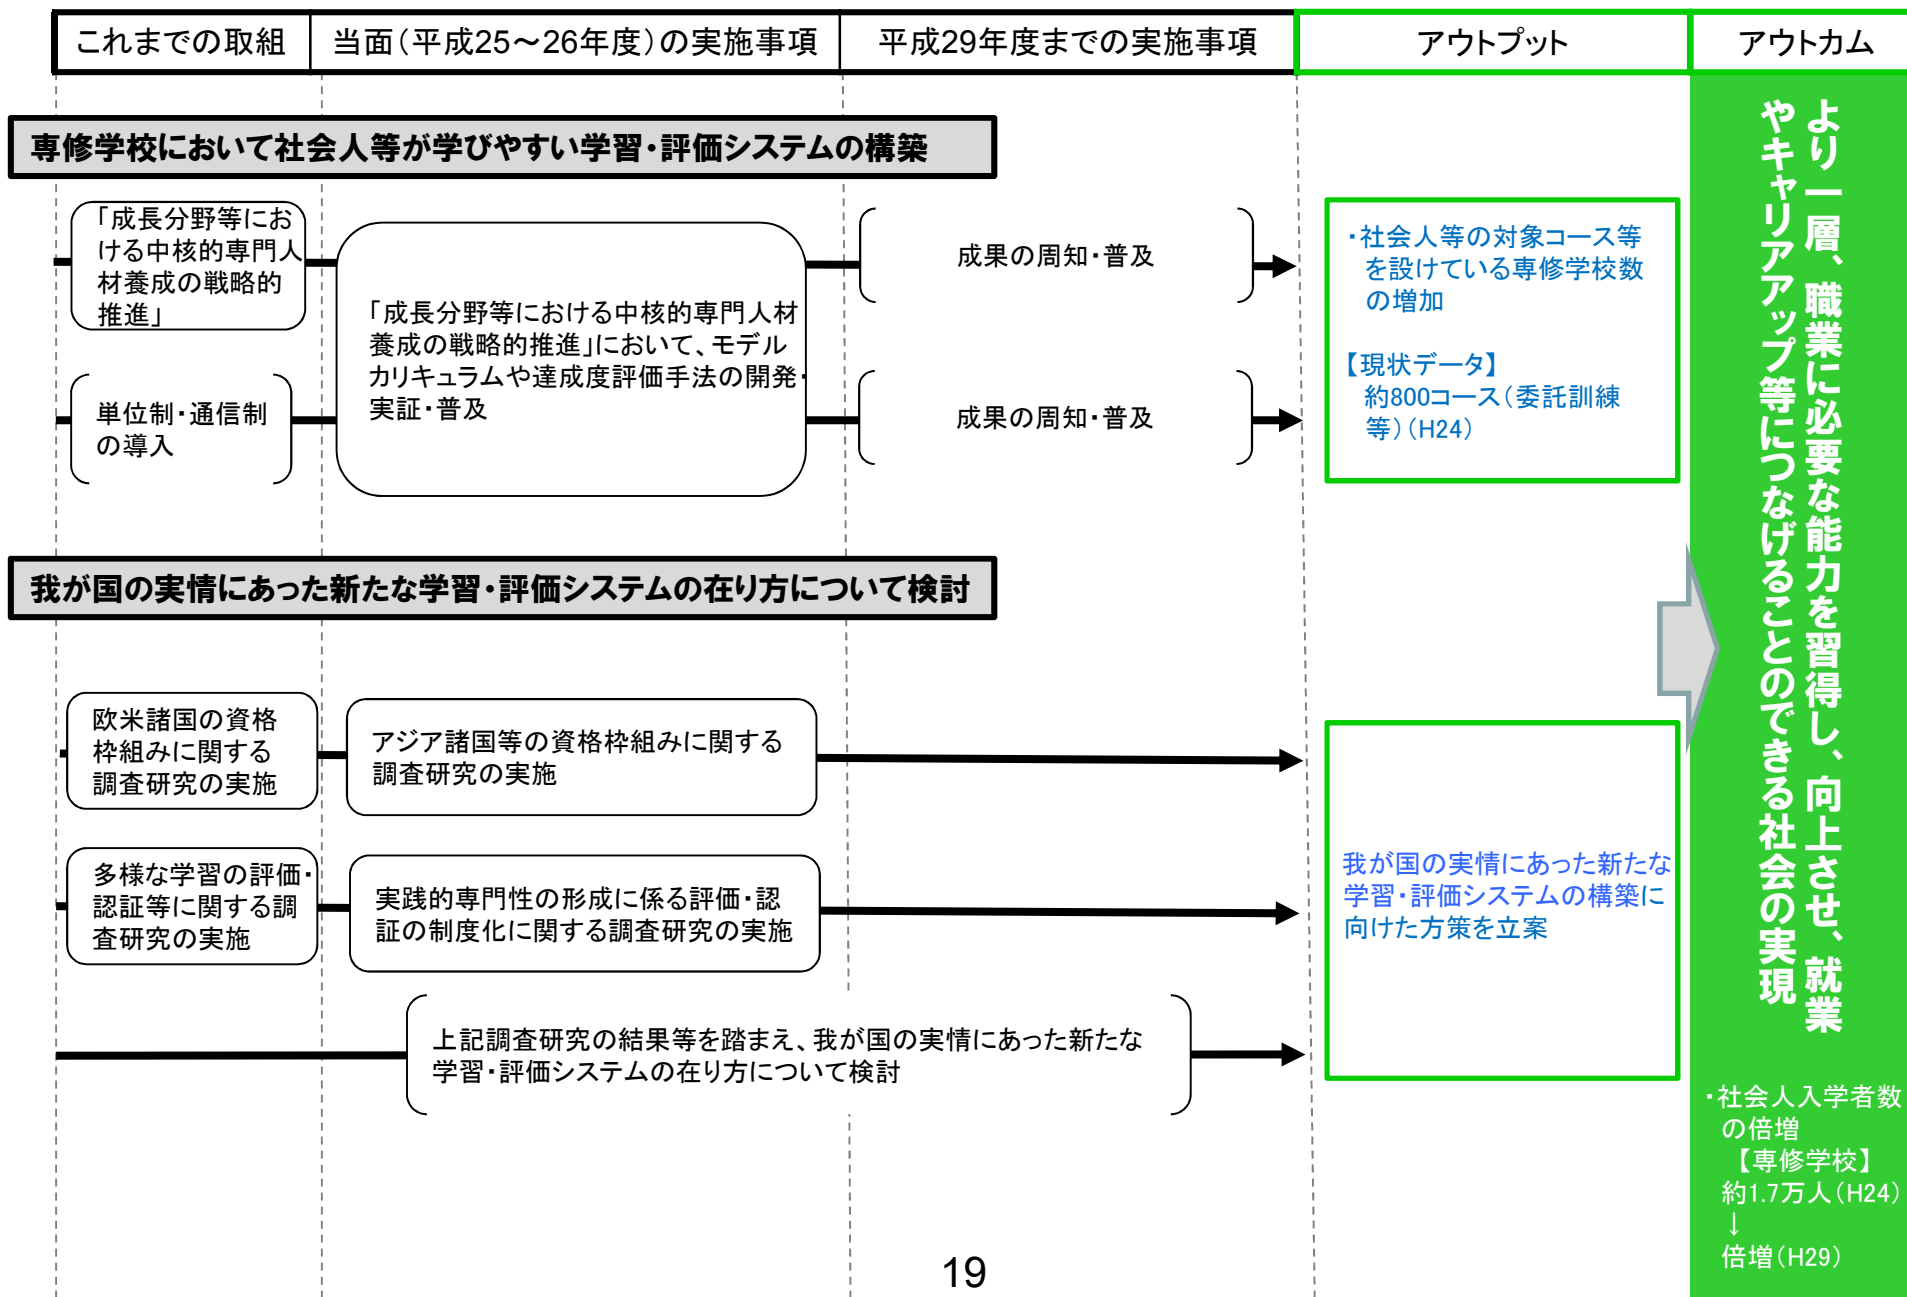 これまでの取組
当面（平成25～26年度）の実施事項
平成29年度までの実施事項
アウトプット
アウトカム
専修学校において社会人等が学びやすい学習・評価システムの構築
「成長分野等にお
ける中核的専門人
材養成の戦略的
推進」
単位制・通信制
の導入
「成長分野等における中核的専門人材
養成の戦略的推進」において、モデル
カリキュラムや達成度評価手法の開発・
実証・普及
成果の周知・普及
成果の周知・普及
・社会人等の対象コース等
を設けている専修学校数
の増加
【現状データ】
約800コース（委託訓練
等）（H24）
我が国の実情にあった新たな学習・評価システムの在り方について検討
欧米諸国の資格
枠組みに関する
調査研究の実施
アジア諸国等の資格枠組みに関する
調査研究の実施
多様な学習の評価・
認証等に関する調
査研究の実施
実践的専門性の形成に係る評価・認
証の制度化に関する調査研究の実施
上記調査研究の結果等を踏まえ、我が国の実情にあった新たな
学習・評価システムの在り方について検討
我が国の実情にあった新たな
学習・評価システムの構築に
向けた方策を立案
より一層、職業に必要な能力を習得し、向上させ、就業
やキャリアアップ等につなげることのできる社会の実現
・社会人入学者数
の倍増
【専修学校】
約1.7万人（H24）
↓
倍増（H29）
19